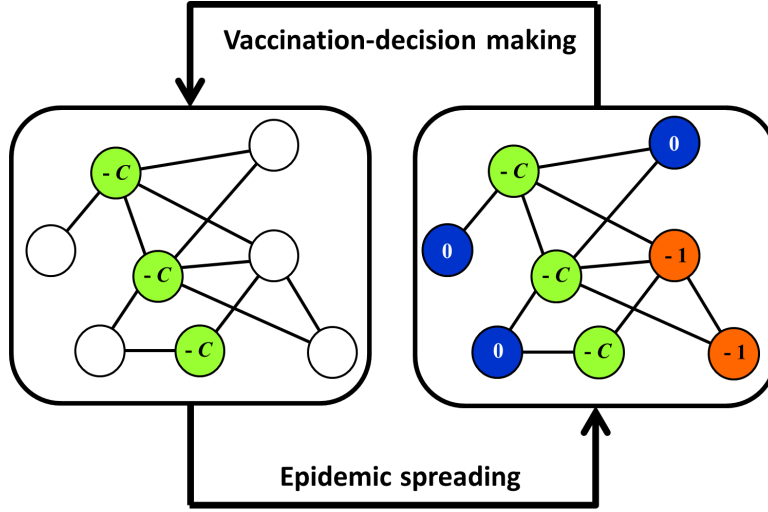 Vaccination-decision making
- C
- C
- C
0
- C
0
- C
- 1
0
- C
- 1
Epidemic spreading